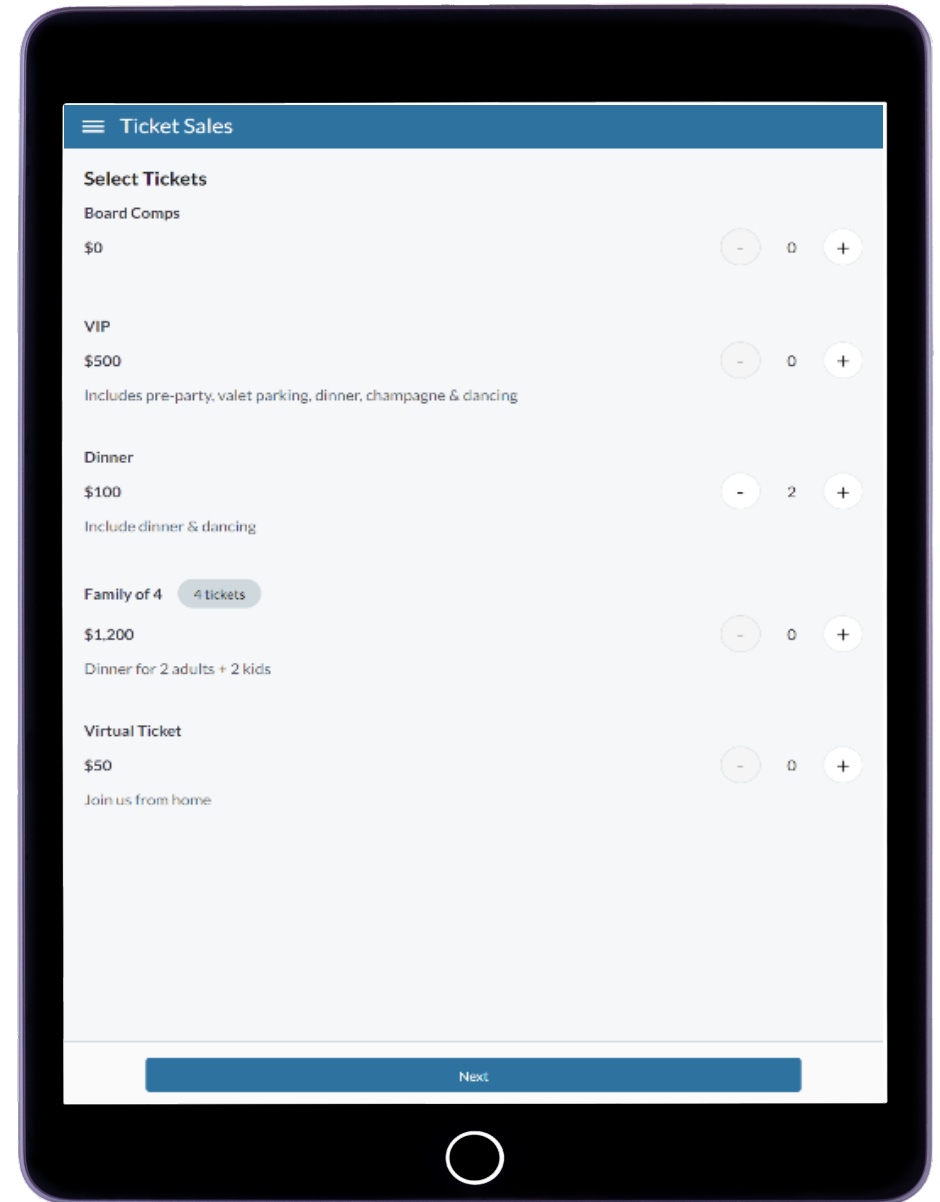 Ticket Sales
Select Tickets
Board Comps
$0 - 0 +
VIP
$500 - 0 +
Includes pre-party, valet parking, dinner, champagne & dancing
Dinner
$100 - 2 +
Include dinner & dancing
Family of 4 4 tickets
$1,200 - 0 +
Dinner for 2 adults + 2 kids
Virtual Ticket
$50 - 0 +
Join us from home
Next